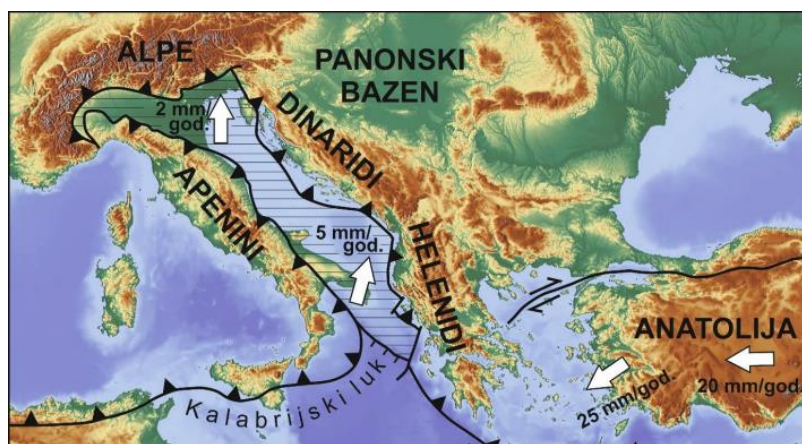 ALPE
PANONSKI
BAZEN
2 mm/
god.
DINARIDI
APENINI
5 mm/
god.
HELENIDI
ANATOLIJA
25 mm/god.
20 mm/god.
Kalabrijski luk